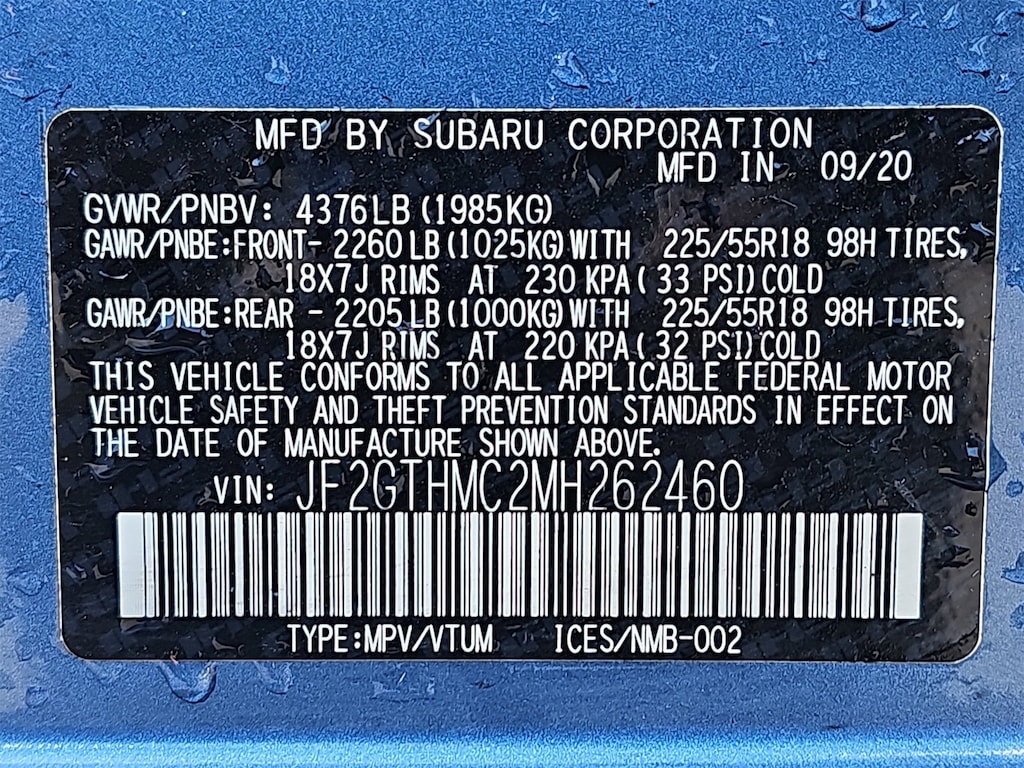 MFD BY SUBARU CORPORATION
MFD IN 09/20
GVWR/PNBV: 4376LB (1985KG)
GAWR/PNBE:FRONT- 2260LB (1025KG)WITH 225/55R18 98H TIRES,
18X7J RIMS AT 230 KPA( 33 PSI)COLD
GAWR/PNBE:REAR - 2205LB (1000KG)WITH 225/55R18 98H TIRES,
18X7J RIMS AT 220 KPA( 32 PSI)COLD
THIS VEHICLE CONFORMS TO ALL APPLICABLE FEDERAL MOTOR
VEHICLE SAFETY AND THEFT PREVENTION STANDARDS IN EFFECT ON
THE DATE OF MANUFACTURE SHOWN ABOVE.
VIN: JF2GTHMC2MH262460
TYPE:MPV/VTUM ICES/NMB-002